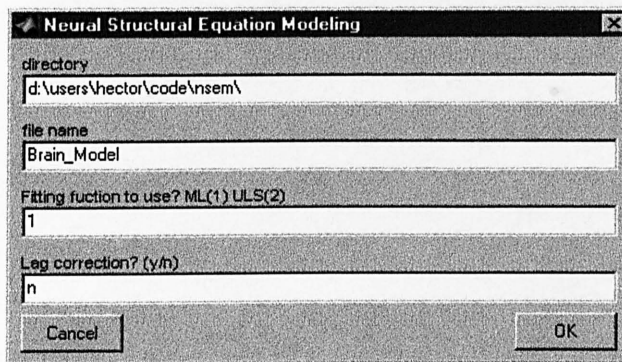 Neural Structural Equation Modeling
directory
d:\users\hector\code\nsem\
file name
Brain_Model
Fitting fuction to use? ML(1) ULS(2)
1
Lag correction? (y/n)
n
Cancel
OK